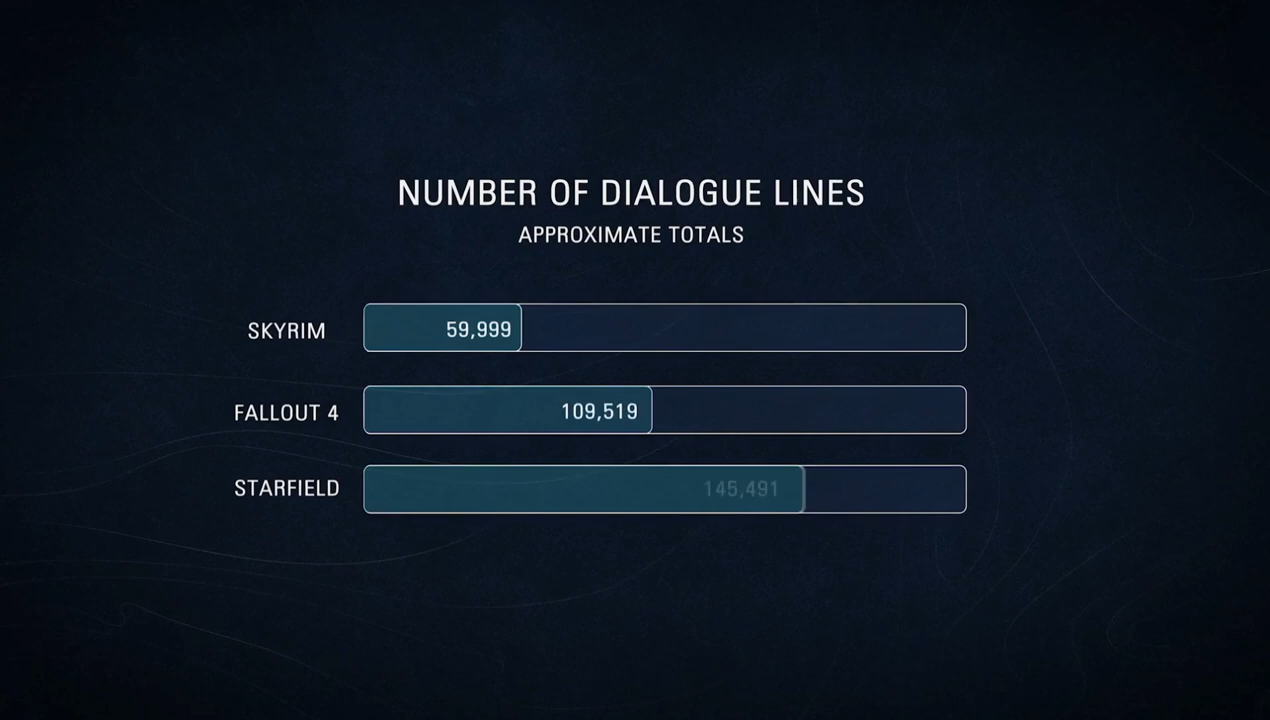 NUMBER OF DIALOGUE LINES
APPROXIMATE TOTALS
SKYRIM 59,999
FALLOUT 4 109,519
STARFIELD 145,491